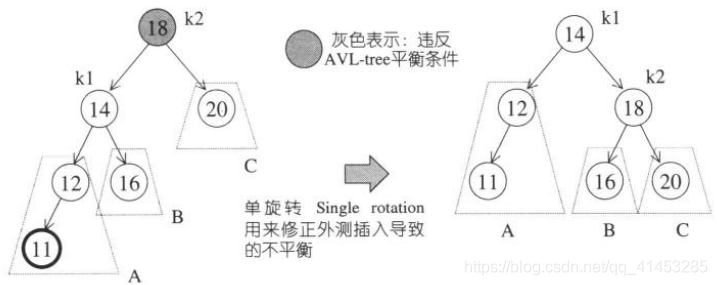 18 k2
灰色表示：违反
AVL-tree平衡条件
14 k1
k1
14
20
12
k2
18
C
12
16
11
16
20
B
单旋转 Single rotation
用来修正外测插入导致
的不平衡
11
A
A
B
C
https://blog.csdn.net/qq_41453285